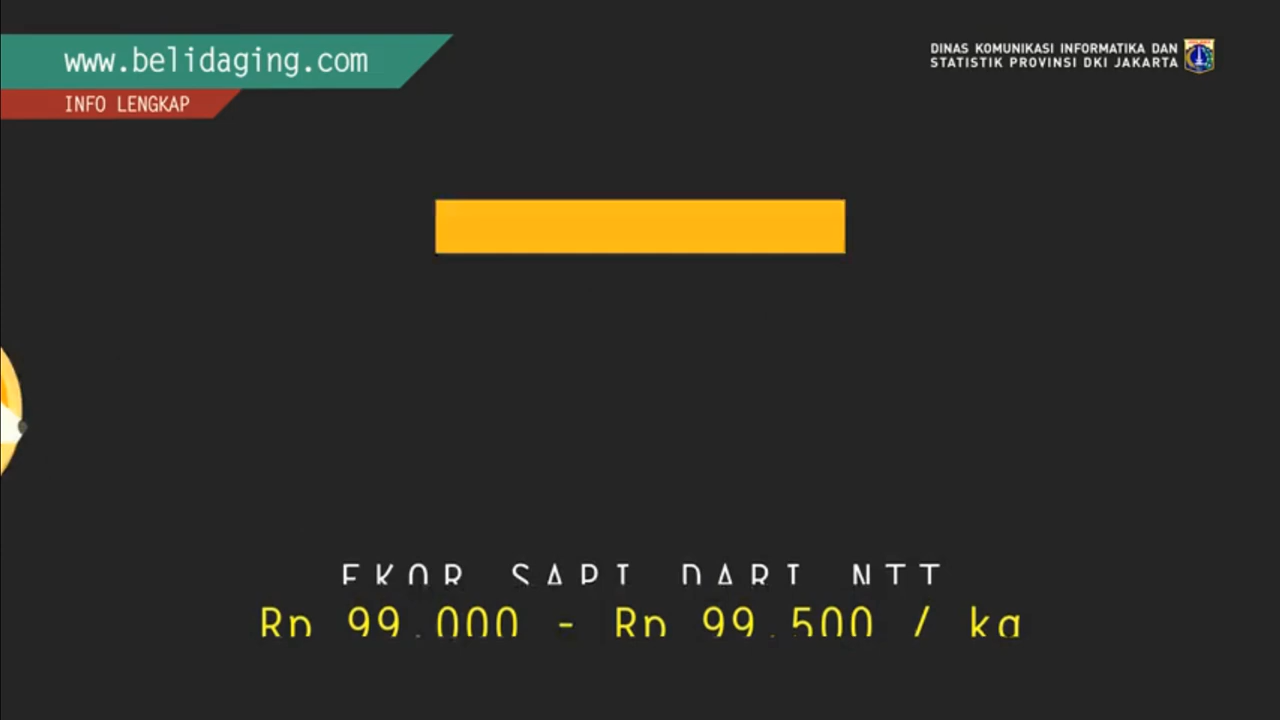 www.belidaging.com
INFO LENGKAP
DINAS KOMUNIKASI INFORMATIKA DAN
STATISTIK PROVINSI DKI JAKARTA
EKOR SAPI DARI NTT
Rp 99.000 - Rp 99.500 / kg